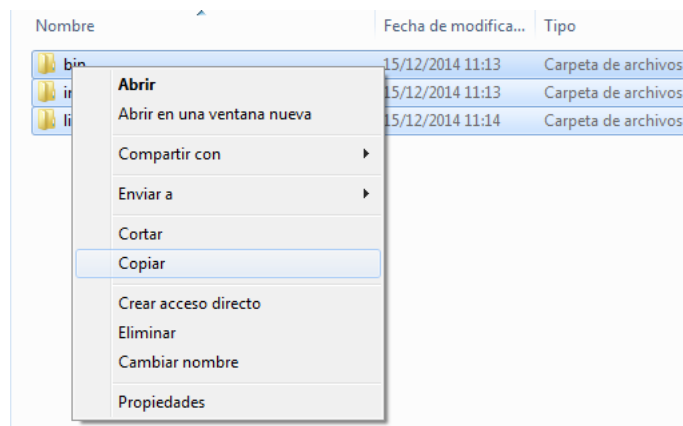 Nombre Fecha de modifica... Tipo
bin 15/12/2014 11:13 Carpeta de archivos
15/12/2014 11:13 Carpeta de archivos
15/12/2014 11:14 Carpeta de archivos
Abrir
Abrir en una ventana nueva
Compartir con
Enviar a
Cortar
Copiar
Crear acceso directo
Eliminar
Cambiar nombre
Propiedades